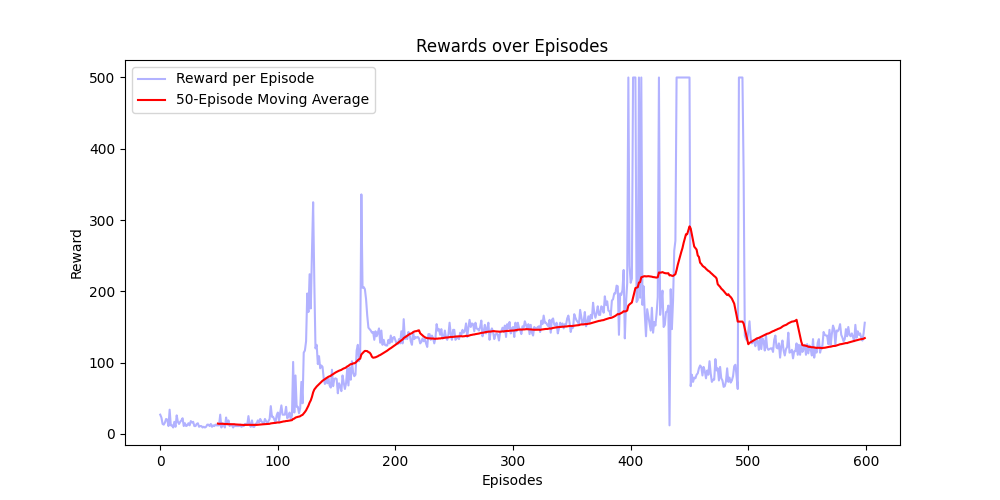 Rewards over Episodes
Reward per Episode
50-Episode Moving Average
500
400
300
200
100
0
Reward
0 100 200 300 400 500 600
Episodes